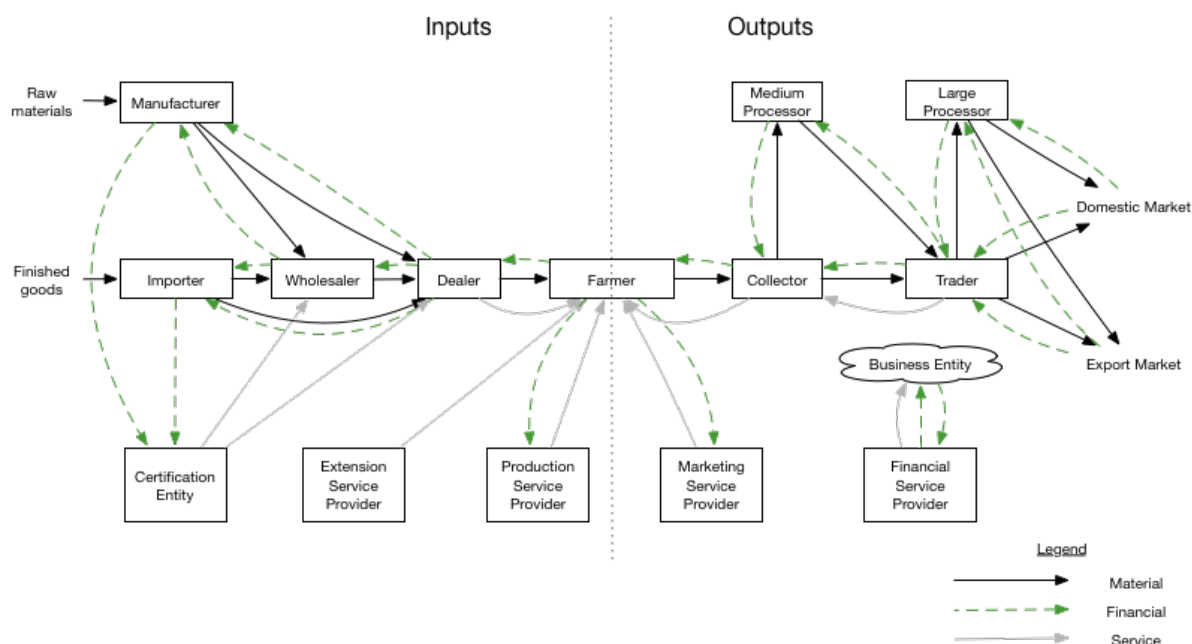 Inputs
Outputs
Raw
materials
Manufacturer
Medium
Processor
Large
Processor
Domestic Market
Finished
goods
Importer
Wholesaler
Dealer
Farmer
Collector
Trader
Business Entity
Export Market
Certification
Entity
Extension
Service
Provider
Production
Service
Provider
Marketing
Service
Provider
Financial
Service
Provider
Legend
Material
Financial
Service